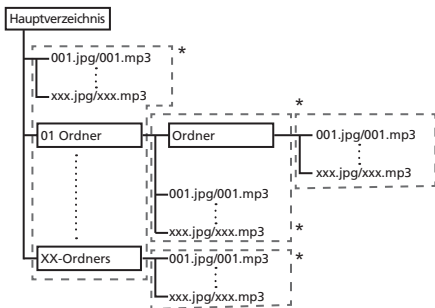 Hauptverzeichnis
*
001.jpg/001.mp3
xxx.jpg/xxx.mp3
*
01 Ordner
Ordner
001.jpg/001.mp3
xxx.jpg/xxx.mp3
001.jpg/001.mp3
xxx.jpg/xxx.mp3
*
XX-Ordners
001.jpg/001.mp3
*
xxx.jpg/xxx.mp3